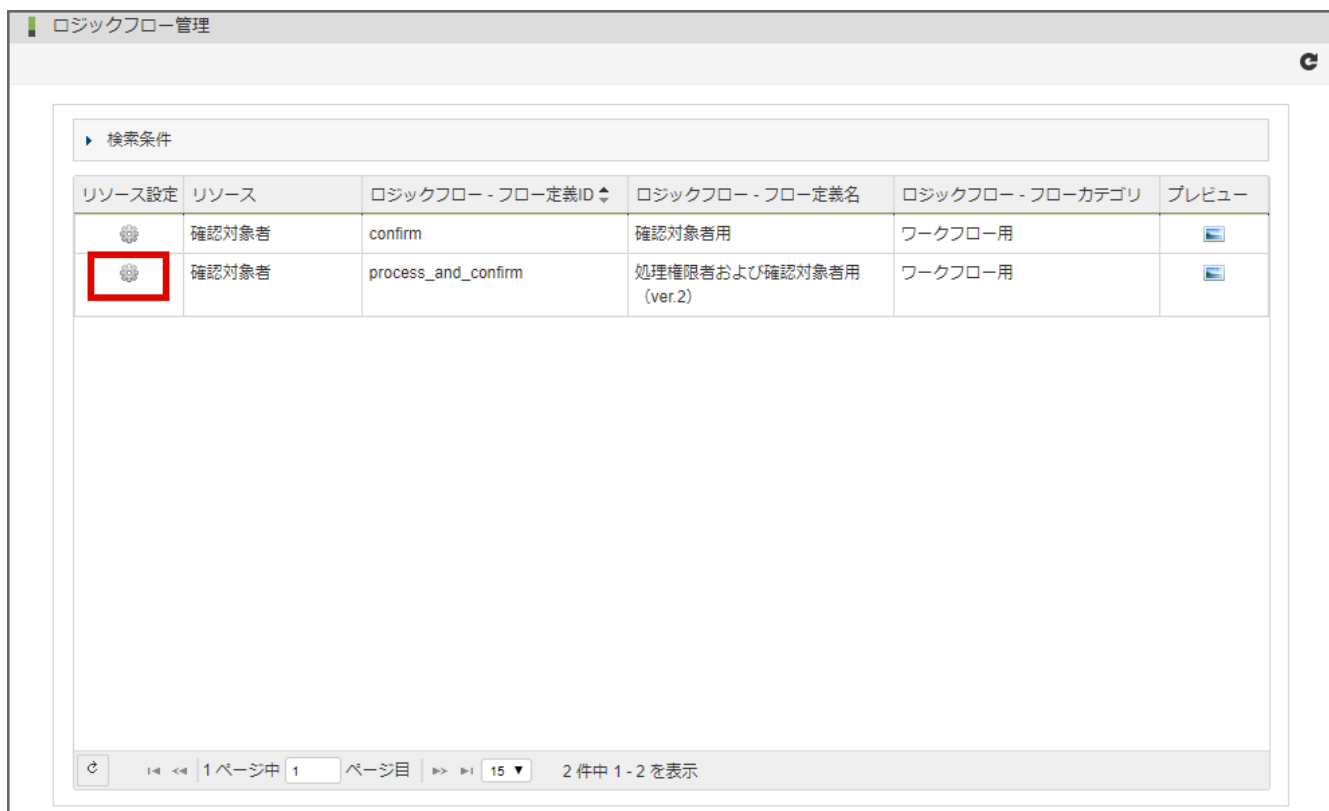 ロジックフロー管理
検索条件
リソース設定 リソース ロジックフロー - フロー定義ID ロジックフロー - フロー定義名 ロジックフロー - フローカテゴリ プレビュー
確認対象者 confirm 確認対象者用 ワークフロー用
確認対象者 process_and_confirm 処理権限者および確認対象者用 ワークフロー用
（ver.2）
1 ページ中 1 ページ目 15 ▼ 2 件中 1 - 2 を表示